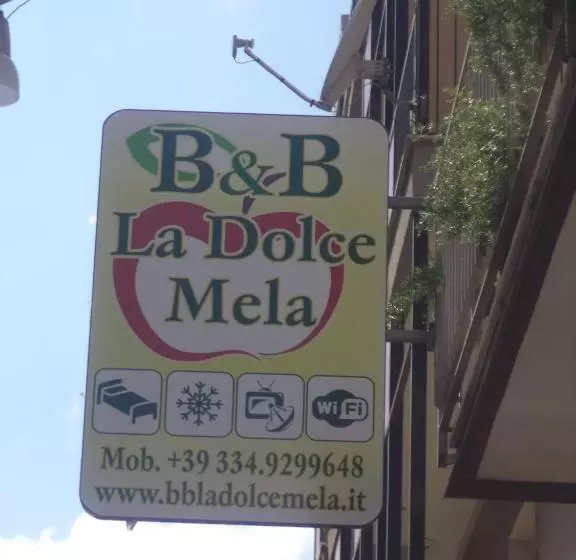 B&B
La Dolce
Mela
WiFi
Mob. +39 334.9299648
www.bbladolcemela.it